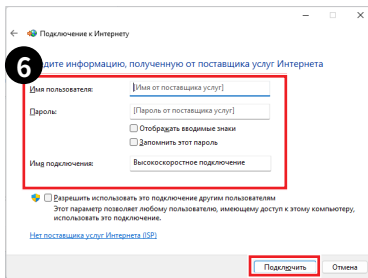 Подключение к Интернету
6
дите информацию, полученную от поставщика услуг Интернета
Имя пользователя:
[Имя от поставщика услуг]
Пароль:
[Пароль от поставщика услуг]
Отображать вводимые знаки
Запомнить этот пароль
Имя подключения:
Высокоскоростное подключение
Разрешить использовать это подключение другим пользователям
Этот параметр позволяет любому пользователю, имеющему доступ к этому компьютеру,
использовать это подключение.
Нет поставщика услуг Интернета (ISP)
Подключить
Отмена